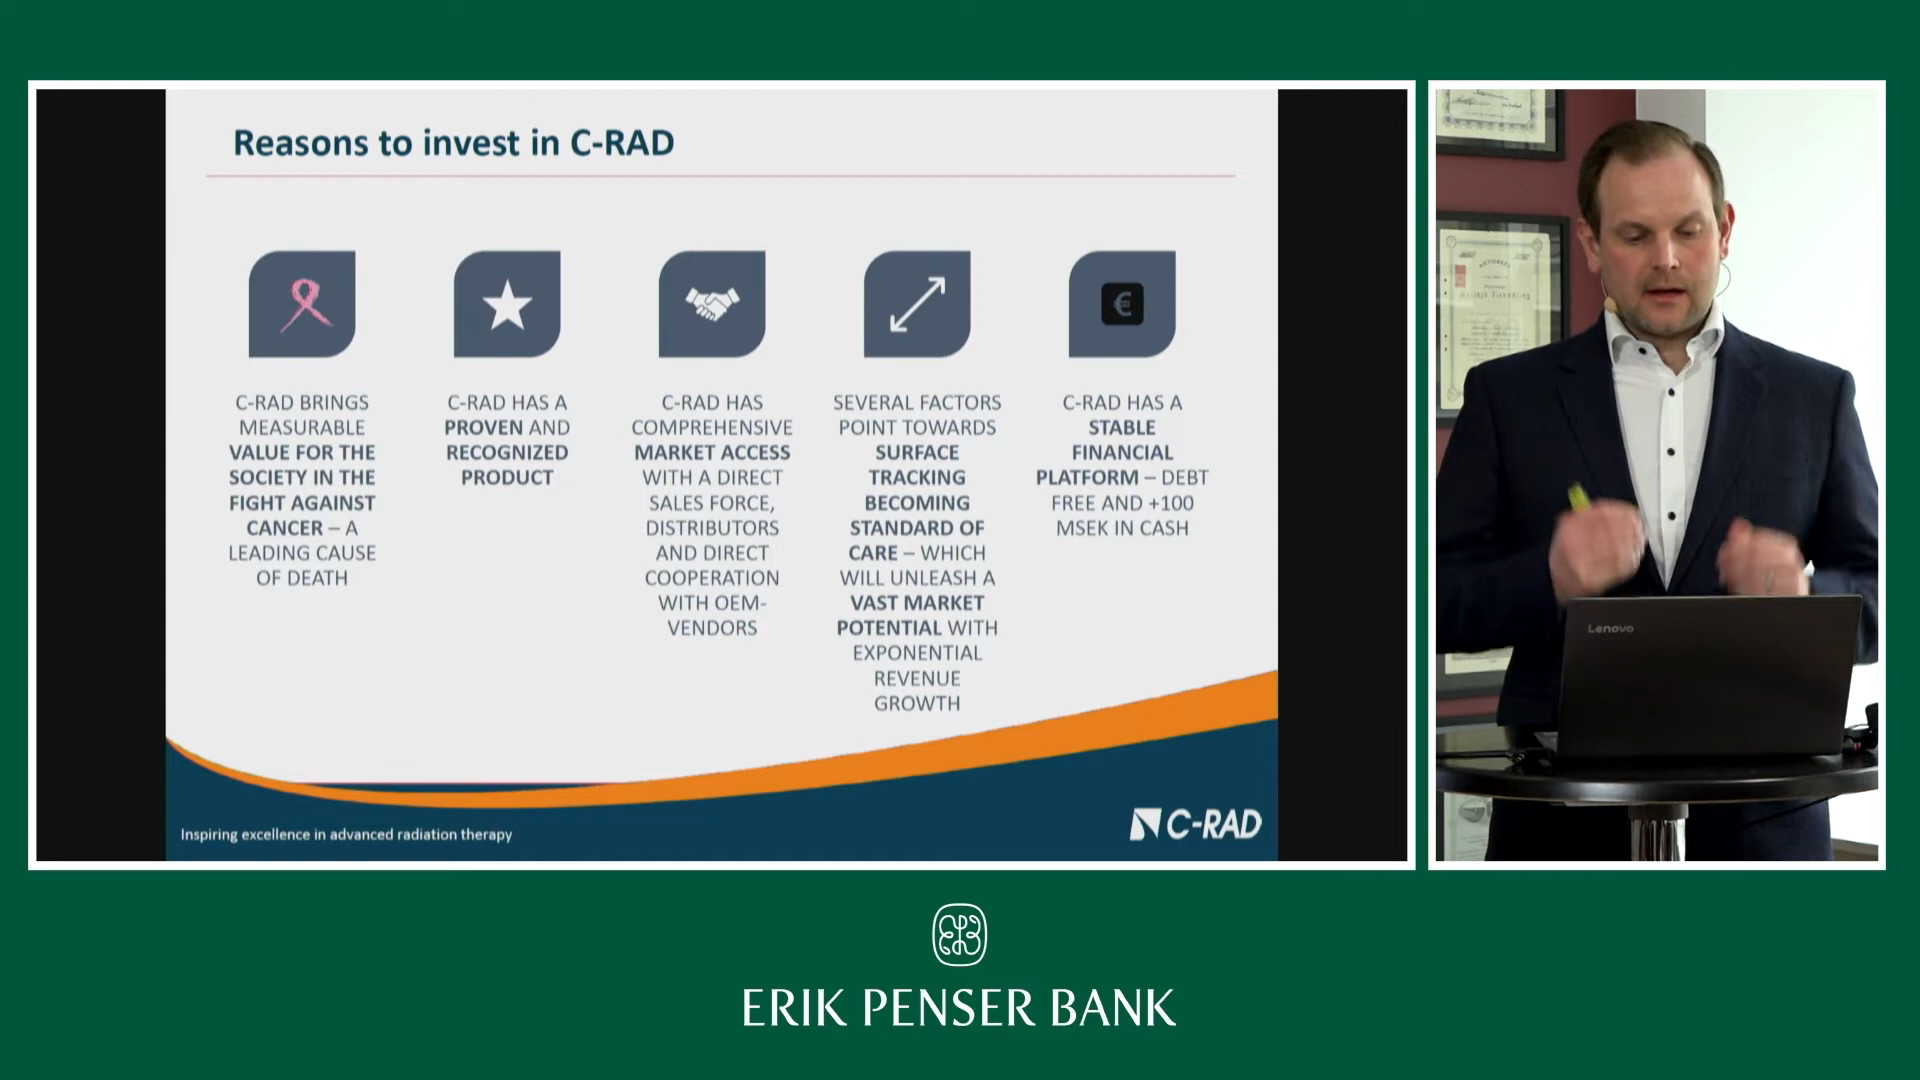 Reasons to invest in C-RAD
C-RAD BRINGS
MEASURABLE
VALUE FOR THE
SOCIETY IN THE
FIGHT AGAINST
CANCER – A
LEADING CAUSE
OF DEATH
C-RAD HAS A
PROVEN AND
RECOGNIZED
PRODUCT
C-RAD HAS
COMPREHENSIVE
MARKET ACCESS
WITH A DIRECT
SALES FORCE,
DISTRIBUTORS
AND DIRECT
COOPERATION
WITH OEM-
VENDORS
SEVERAL FACTORS
POINT TOWARDS
SURFACE
TRACKING
BECOMING
STANDARD OF
CARE – WHICH
WILL UNLEASH A
VAST MARKET
POTENTIAL WITH
EXPONENTIAL
REVENUE
GROWTH
€
C-RAD HAS A
STABLE
FINANCIAL
PLATFORM – DEBT
FREE AND +100
MSEK IN CASH
Inspiring excellence in advanced radiation therapy
C-RAD
Lenovo
ERIK PENSER BANK